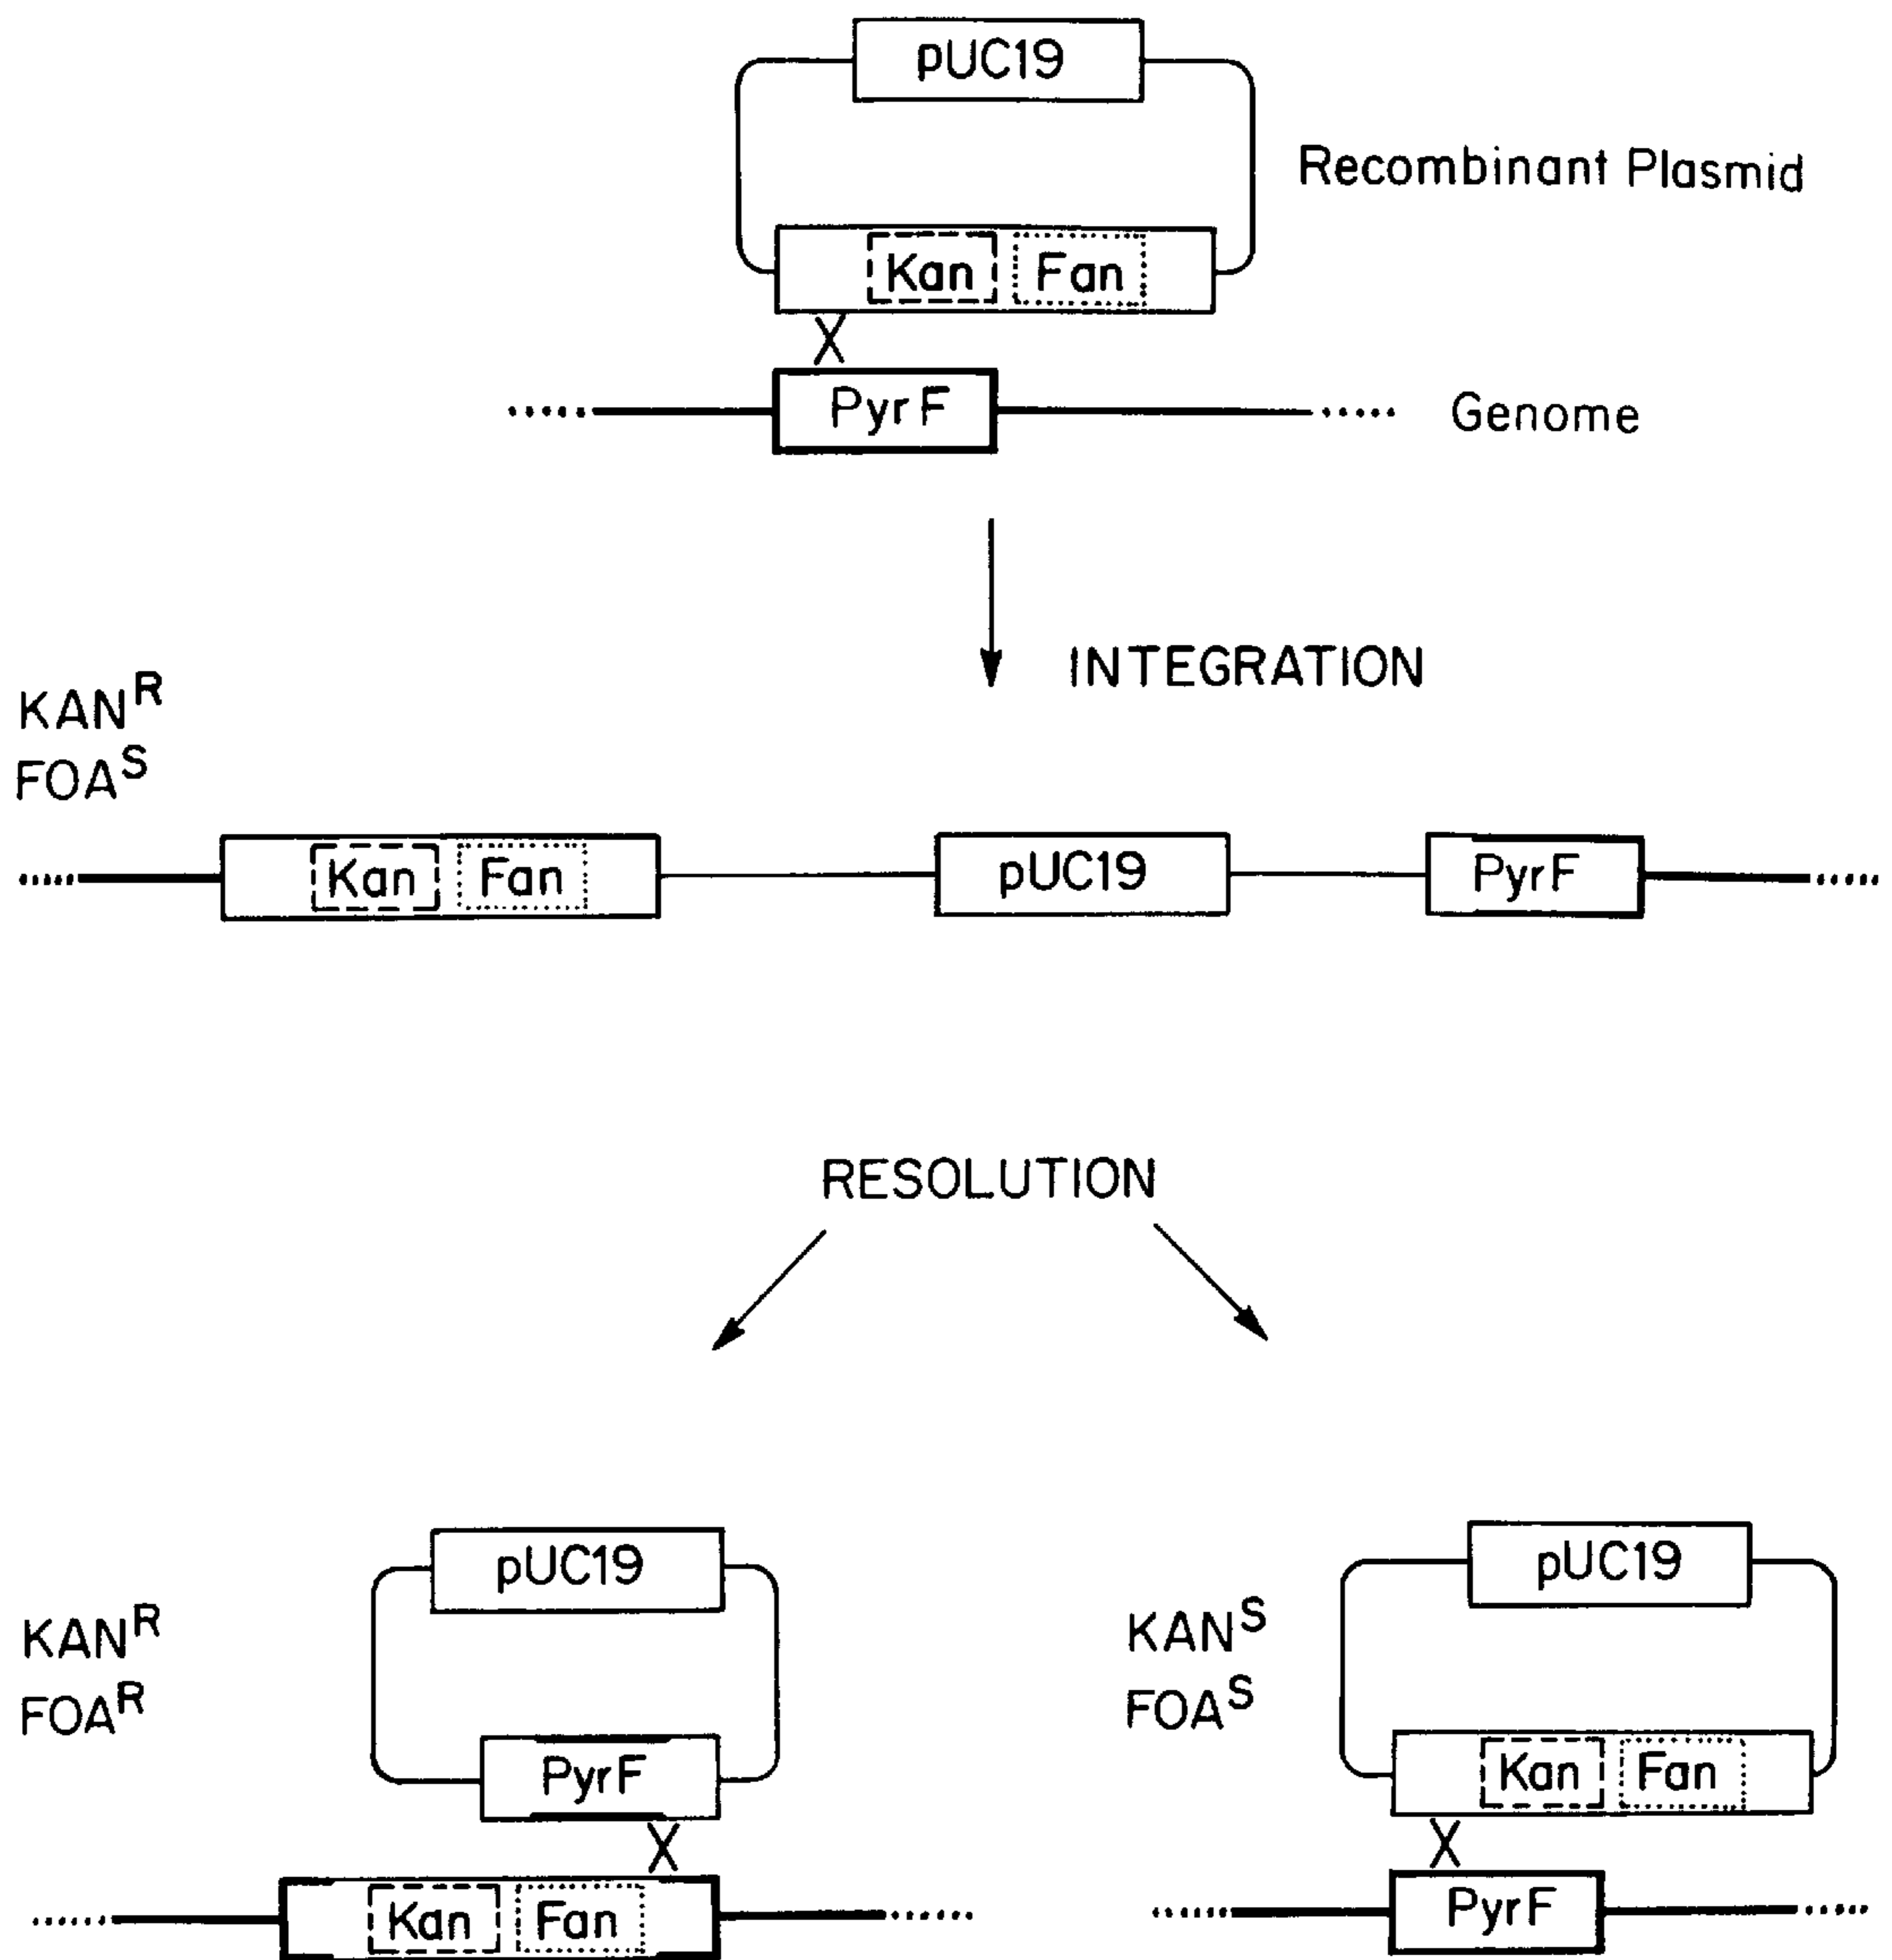 pUC19
Recombinant Plasmid
Kan Fan
X
PyrF
Genome
INTEGRATION
KAN^R
FOA^S
Kan Fan pUC19 PyrF
RESOLUTION
pUC19
KAN^R
FOA^R
PyrF
X
Kan Fan
pUC19
KAN^S
FOA^S
Kan Fan
X
PyrF